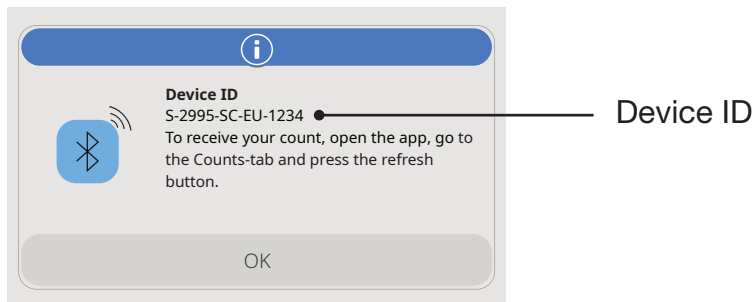 Device ID
S-2995-SC-EU-1234
To receive your count, open the app, go to
the Counts-tab and press the refresh
button.
OK
Device ID